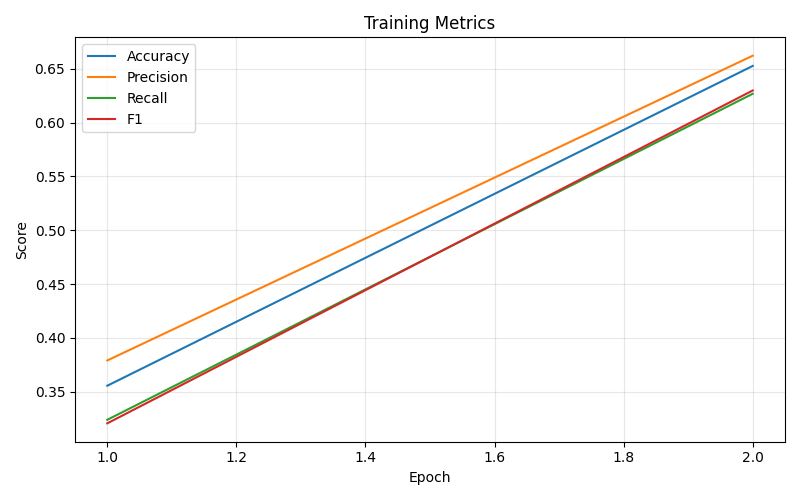 Training Metrics
Accuracy
Precision
Recall
F1
0.65
0.60
0.55
0.50
0.45
0.40
0.35
Score
1.0 1.2 1.4 1.6 1.8 2.0
Epoch